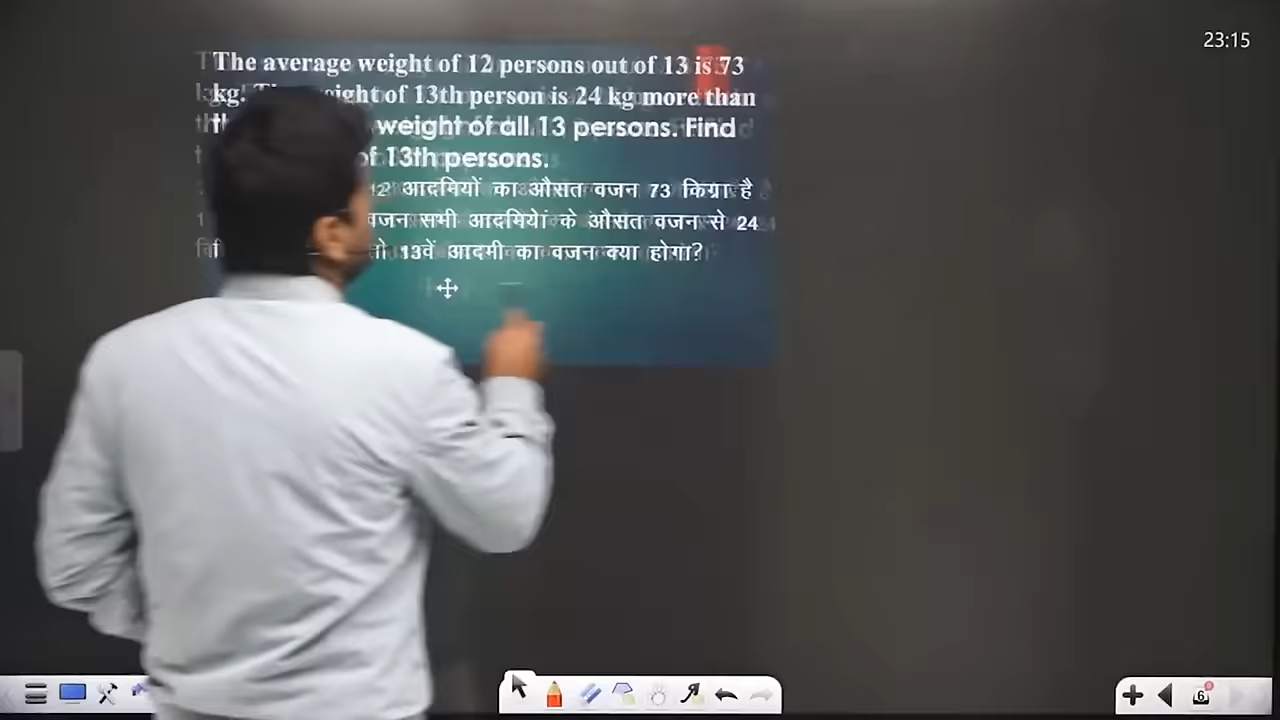 23:15
The average weight of 12 persons out of 13 is 73
kg. weight of 13th person is 24 kg more than
weight of all 13 persons. Find
of 13th persons.
12 आदमियों का औसत वजन 73 किग्रा है
वजन सभी आदमियों के औसत वजन से 24
तो 13वें आदमी का वजन क्या होगा?
6